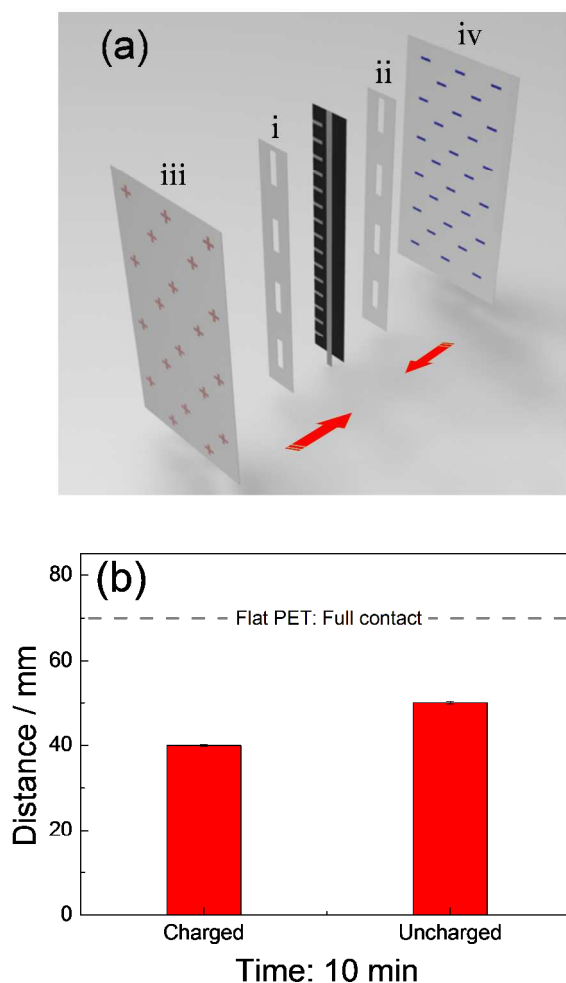 (a)
iv
ii
i
iii
(b)
80
Flat PET: Full contact
60
40
20
0
Distance / mm
Charged
Uncharged
Time: 10 min